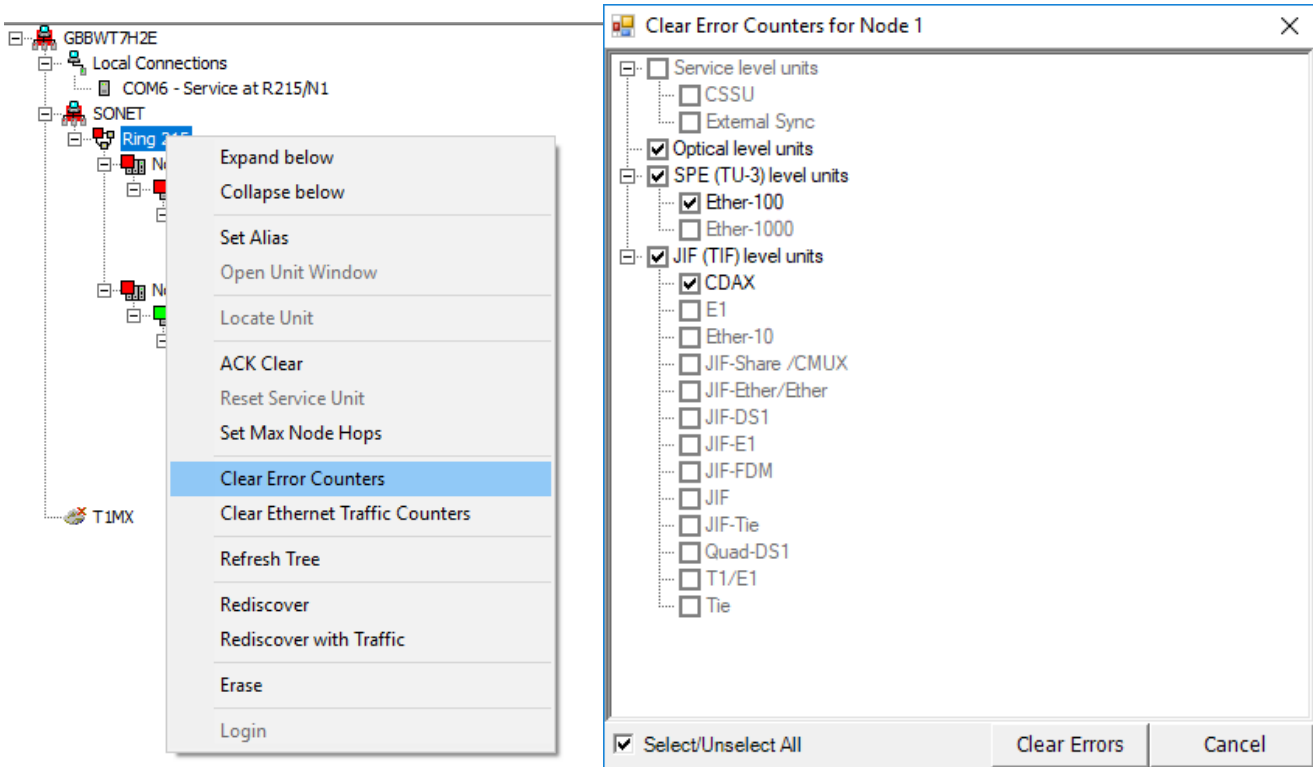 GBBWT7H2E
Local Connections
COM6 - Service at R215/N1
SONET
Ring 215
T1MX
Expand below
Collapse below
Set Alias
Open Unit Window
Locate Unit
ACK Clear
Reset Service Unit
Set Max Node Hops
Clear Error Counters
Clear Ethernet Traffic Counters
Refresh Tree
Rediscover
Rediscover with Traffic
Erase
Login
Clear Error Counters for Node 1
Service level units
CSSU
External Sync
Optical level units
SPE (TU-3) level units
Ether-100
Ether-1000
JIF (TIF) level units
CDAX
E1
Ether-10
JIF-Share /CMUX
JIF-Ether/Ether
JIF-DS1
JIF-E1
JIF-FDM
JIF
JIF-Tie
Quad-DS1
T1/E1
Tie
Select/Unselect All
Clear Errors
Cancel